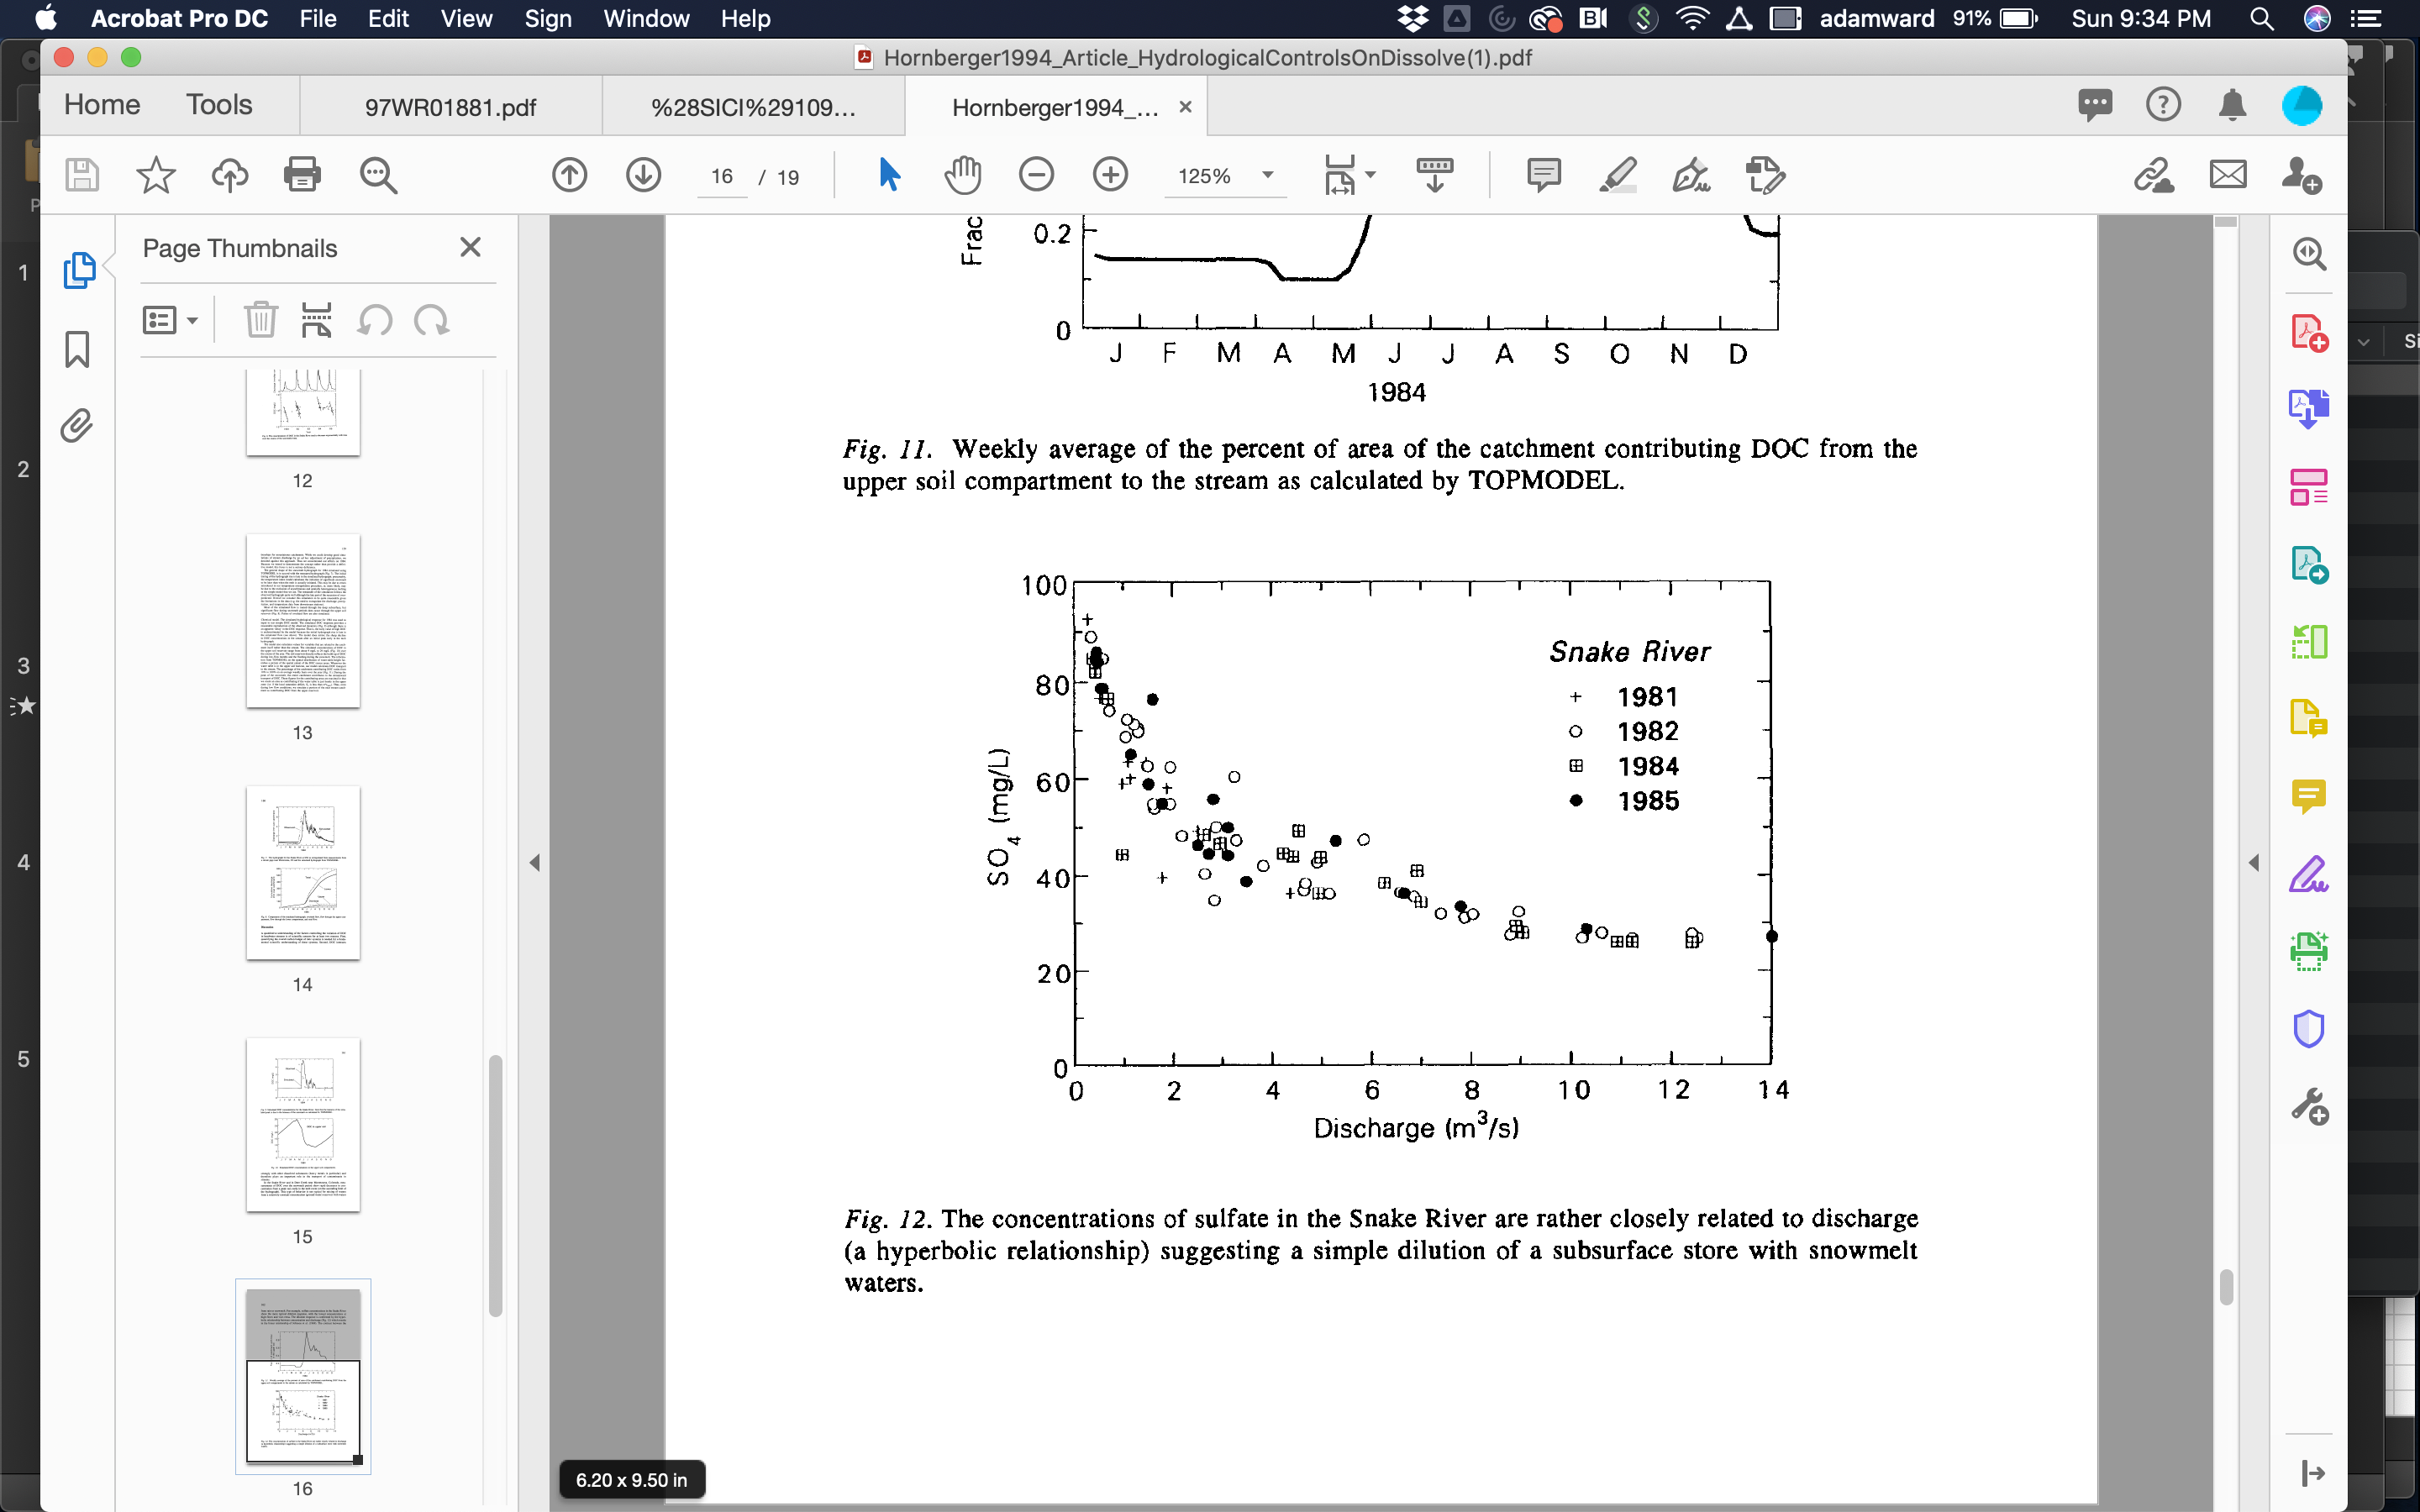 Acrobat Pro DC File Edit View Sign Window Help adamward 91% Sun 9:34 PM
Hornberger1994_Article_HydrologicalControlsOnDissolve(1).pdf
Home Tools 97WR01881.pdf %28SICI%29109... Hornberger1994_...
16 / 19 125%
Page Thumbnails
12
13
14
15
16
1
2
3
4
5
Frac
0.2
0
J F M A M J J A S O N D
1984
Fig. 11. Weekly average of the percent of area of the catchment contributing DOC from the
upper soil compartment to the stream as calculated by TOPMODEL.
100
80
60
40
20
0
SO4 (mg/L)
Snake River
+ 1981
1982
1984
1985
0 2 4 6 8 10 12 14
Discharge (m³/s)
Fig. 12. The concentrations of sulfate in the Snake River are rather closely related to discharge
(a hyperbolic relationship) suggesting a simple dilution of a subsurface store with snowmelt
waters.
6.20 x 9.50 in